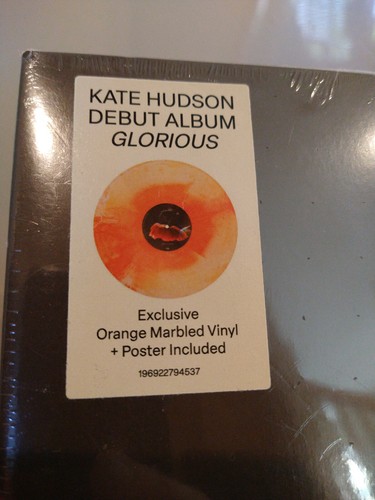 KATE HUDSON
DEBUT ALBUM
GLORIOUS
Exclusive
Orange Marbled Vinyl
+ Poster Included
196922794537